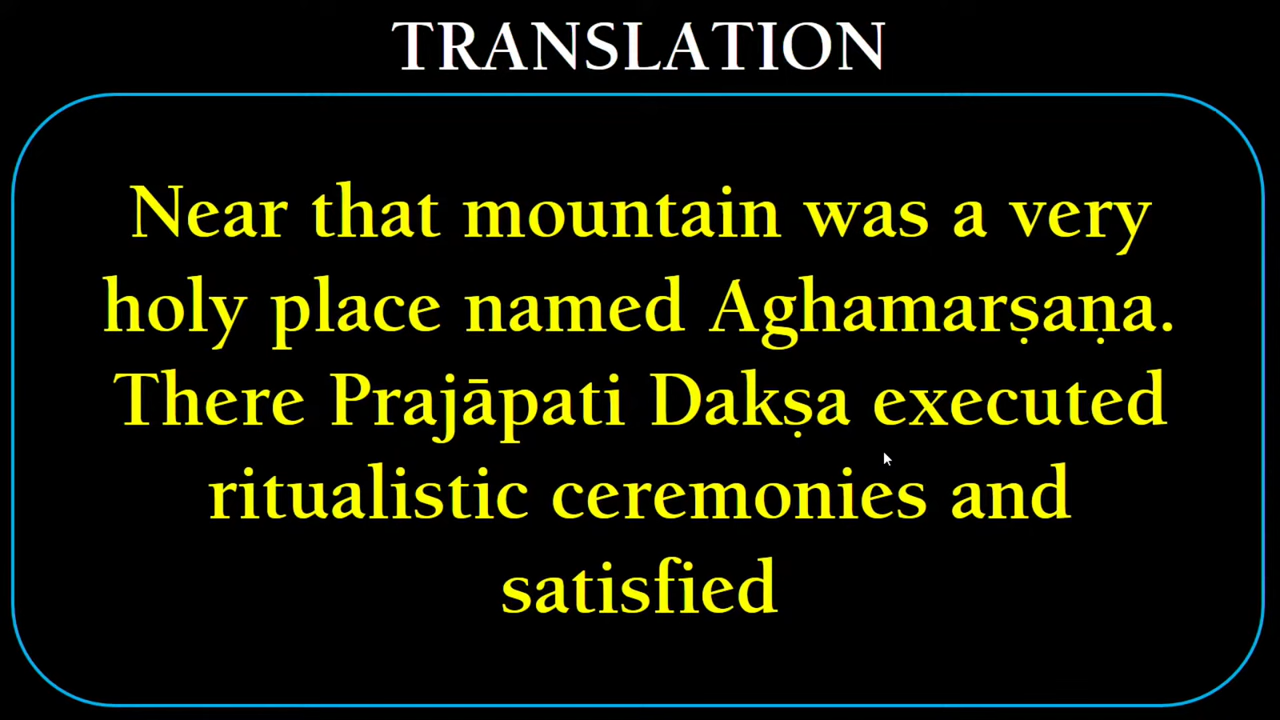 TRANSLATION
Near that mountain was a very
holy place named Aghamarṣaṇa.
There Prajāpati Dakṣa executed
ritualistic ceremonies and
satisfied